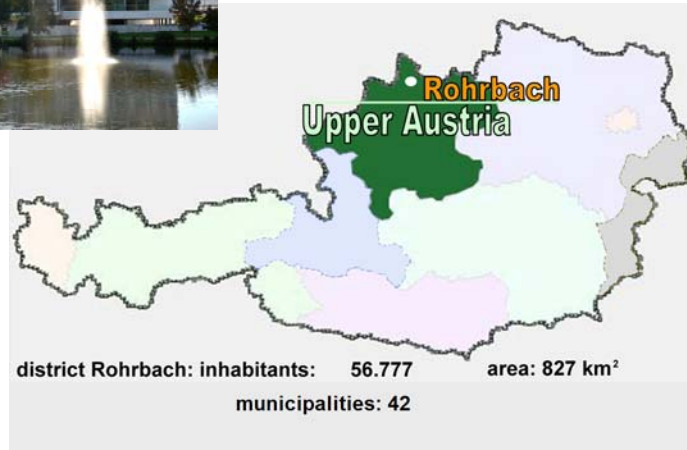 Rohrbach
Upper Austria
district Rohrbach: inhabitants: 56.777 area: 827 km²
municipalities: 42